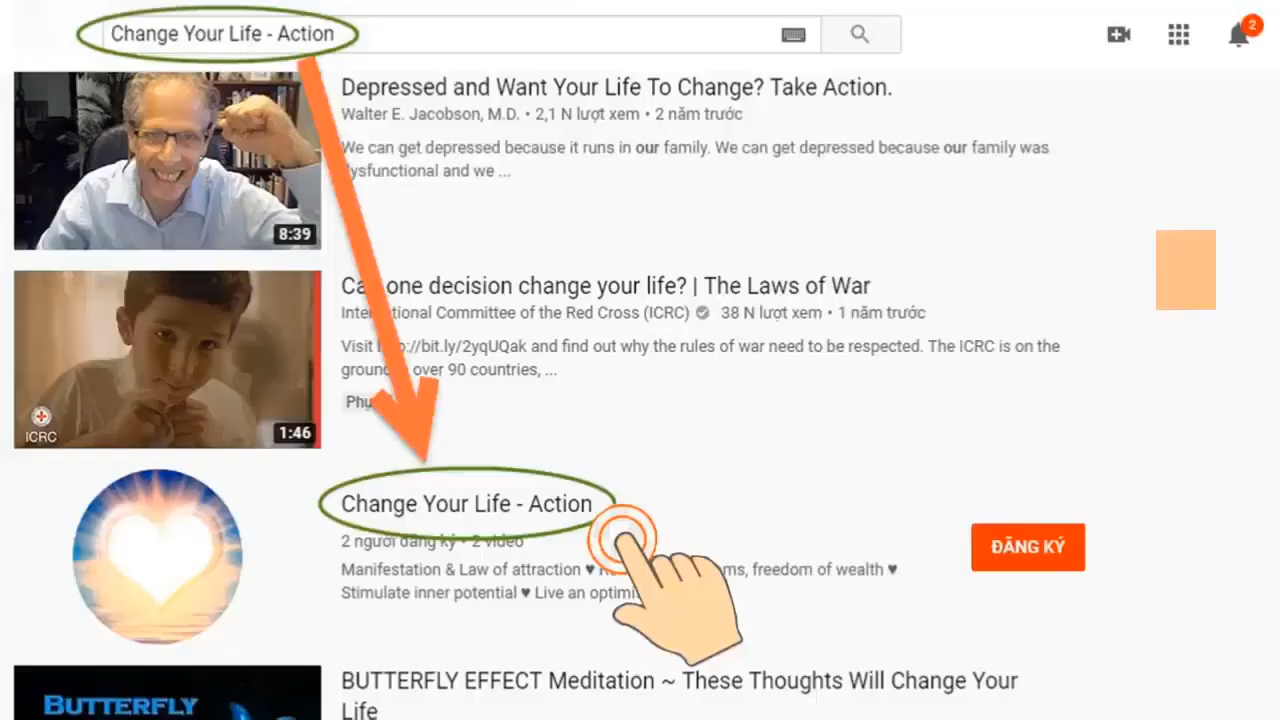 Change Your Life - Action
2
Depressed and Want Your Life To Change? Take Action.
Walter E. Jacobson, M.D. • 2,1 N lượt xem • 2 năm trước
We can get depressed because it runs in our family. We can get depressed because our family was
dysfunctional and we ...
8:39
one decision change your life? | The Laws of War
International Committee of the Red Cross (ICRC) 38 N lượt xem • 1 năm trước
Visit ://bit.ly/2yqUQak and find out why the rules of war need to be respected. The ICRC is on the
ground over 90 countries, ...
Phụ
ICRC
1:46
Change Your Life - Action
2 người đăng ký • 2 video
ĐĂNG KÝ
Manifestation & Law of attraction ♥ freedom of wealth ♥
Stimulate inner potential ♥ Live an
BUTTERFLY EFFECT Meditation ~ These Thoughts Will Change Your
Life
BUTTERFLY